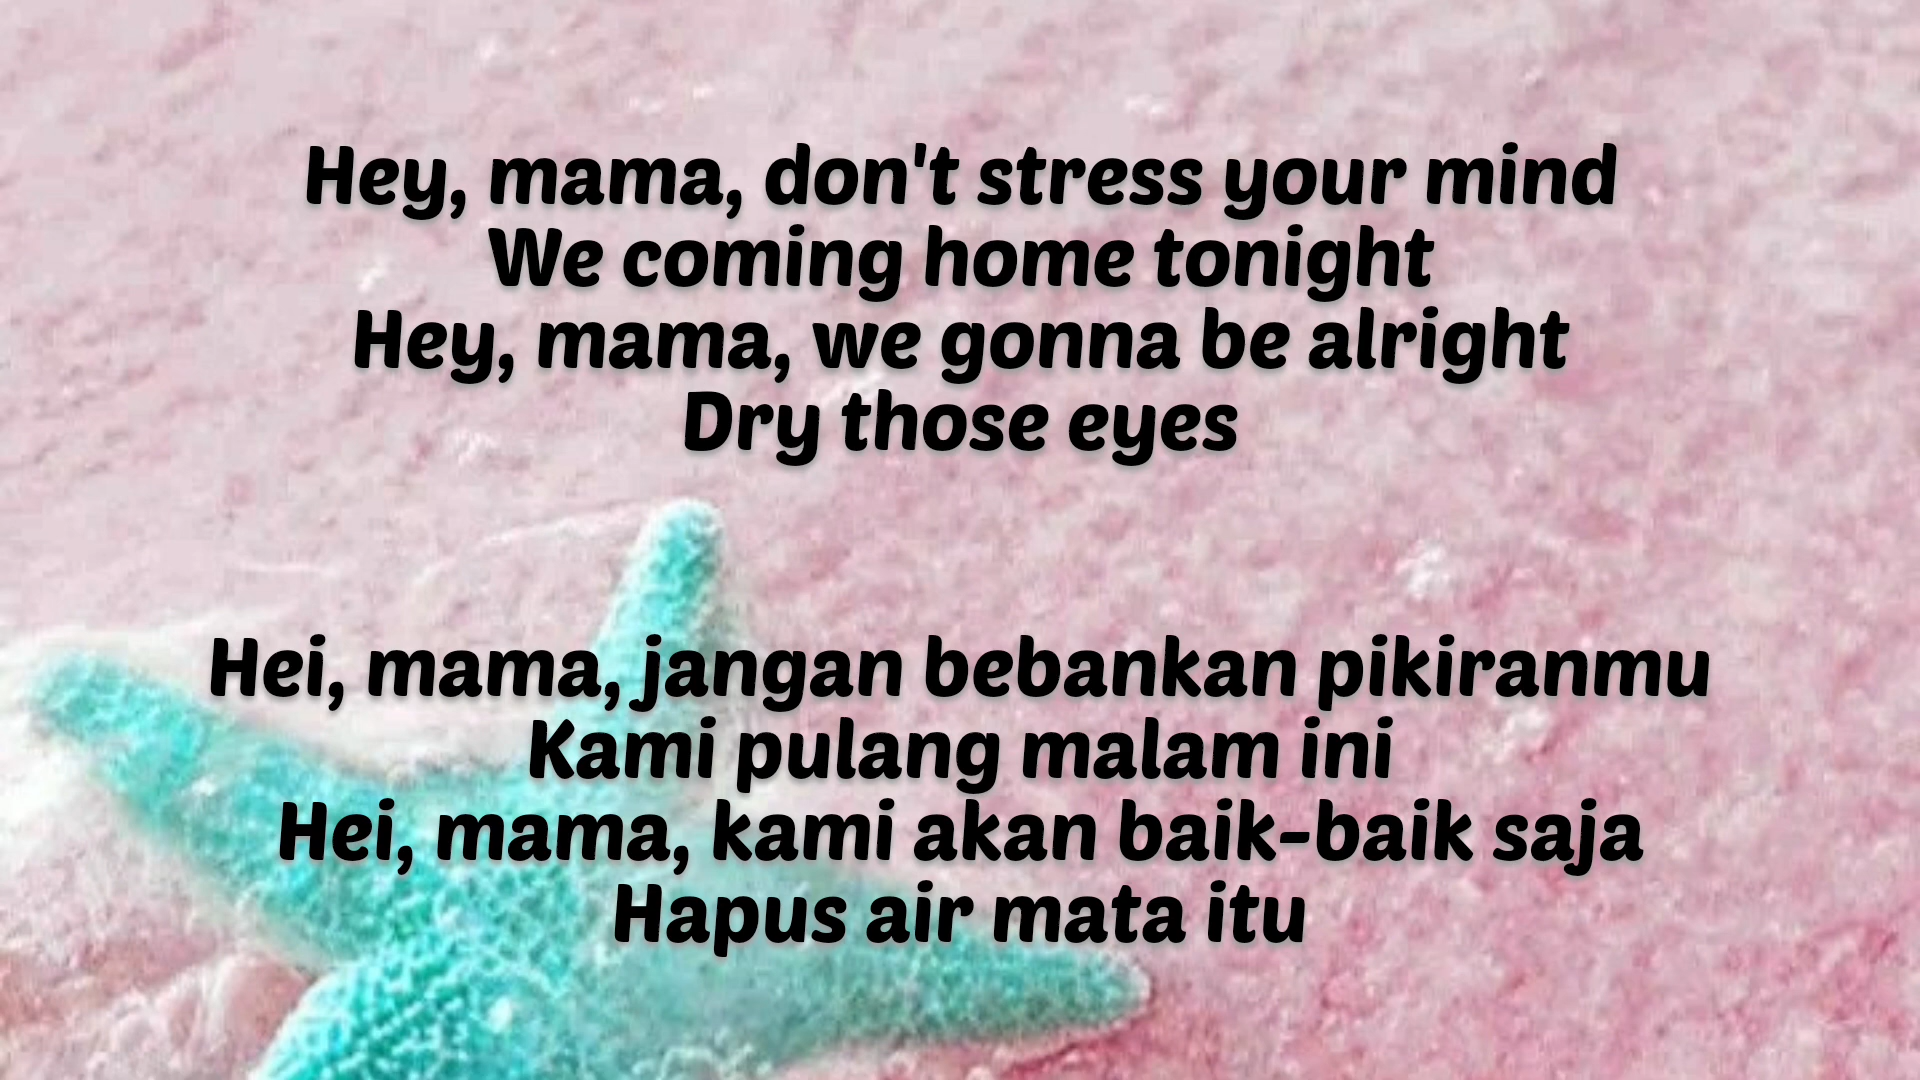 Hey, mama, don't stress your mind
We coming home tonight
Hey, mama, we gonna be alright
Dry those eyes
Hei, mama, jangan bebankan pikiranmu
Kami pulang malam ini
Hei, mama, kami akan baik-baik saja
Hapus air mata itu